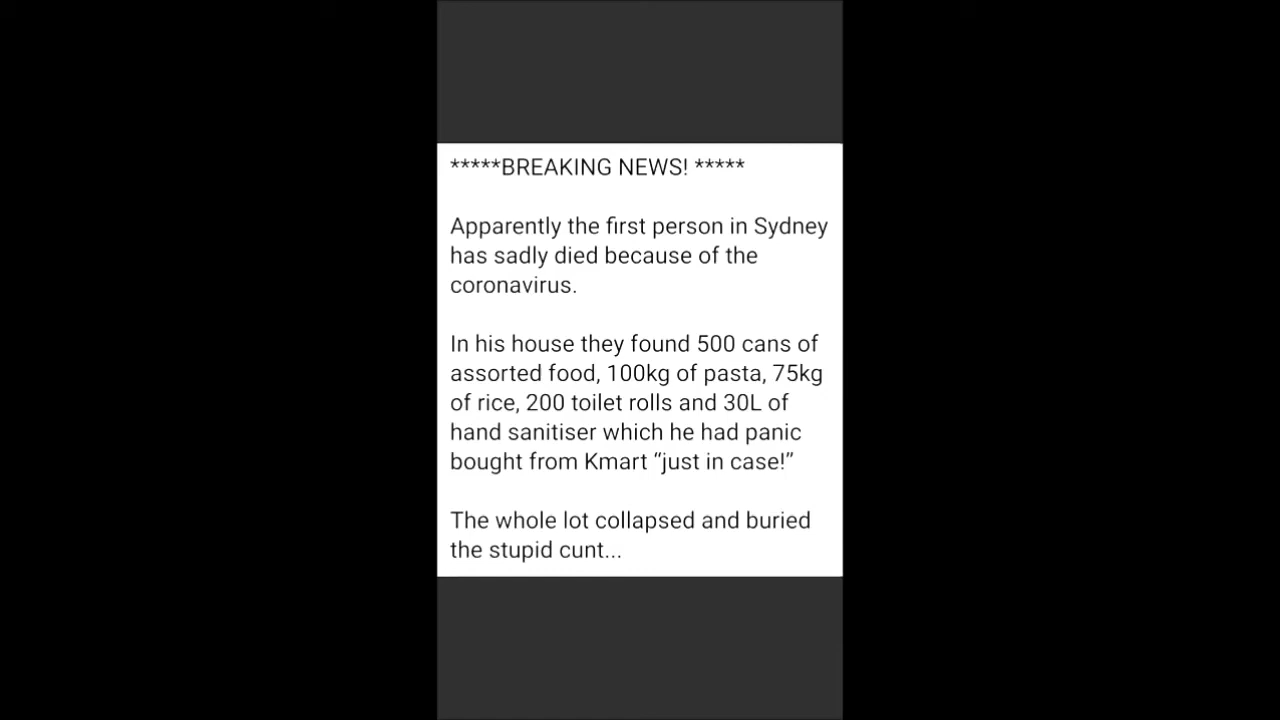 *****BREAKING NEWS! *****
Apparently the first person in Sydney
has sadly died because of the
coronavirus.
In his house they found 500 cans of
assorted food, 100kg of pasta, 75kg
of rice, 200 toilet rolls and 30L of
hand sanitiser which he had panic
bought from Kmart “just in case!”
The whole lot collapsed and buried
the stupid cunt...